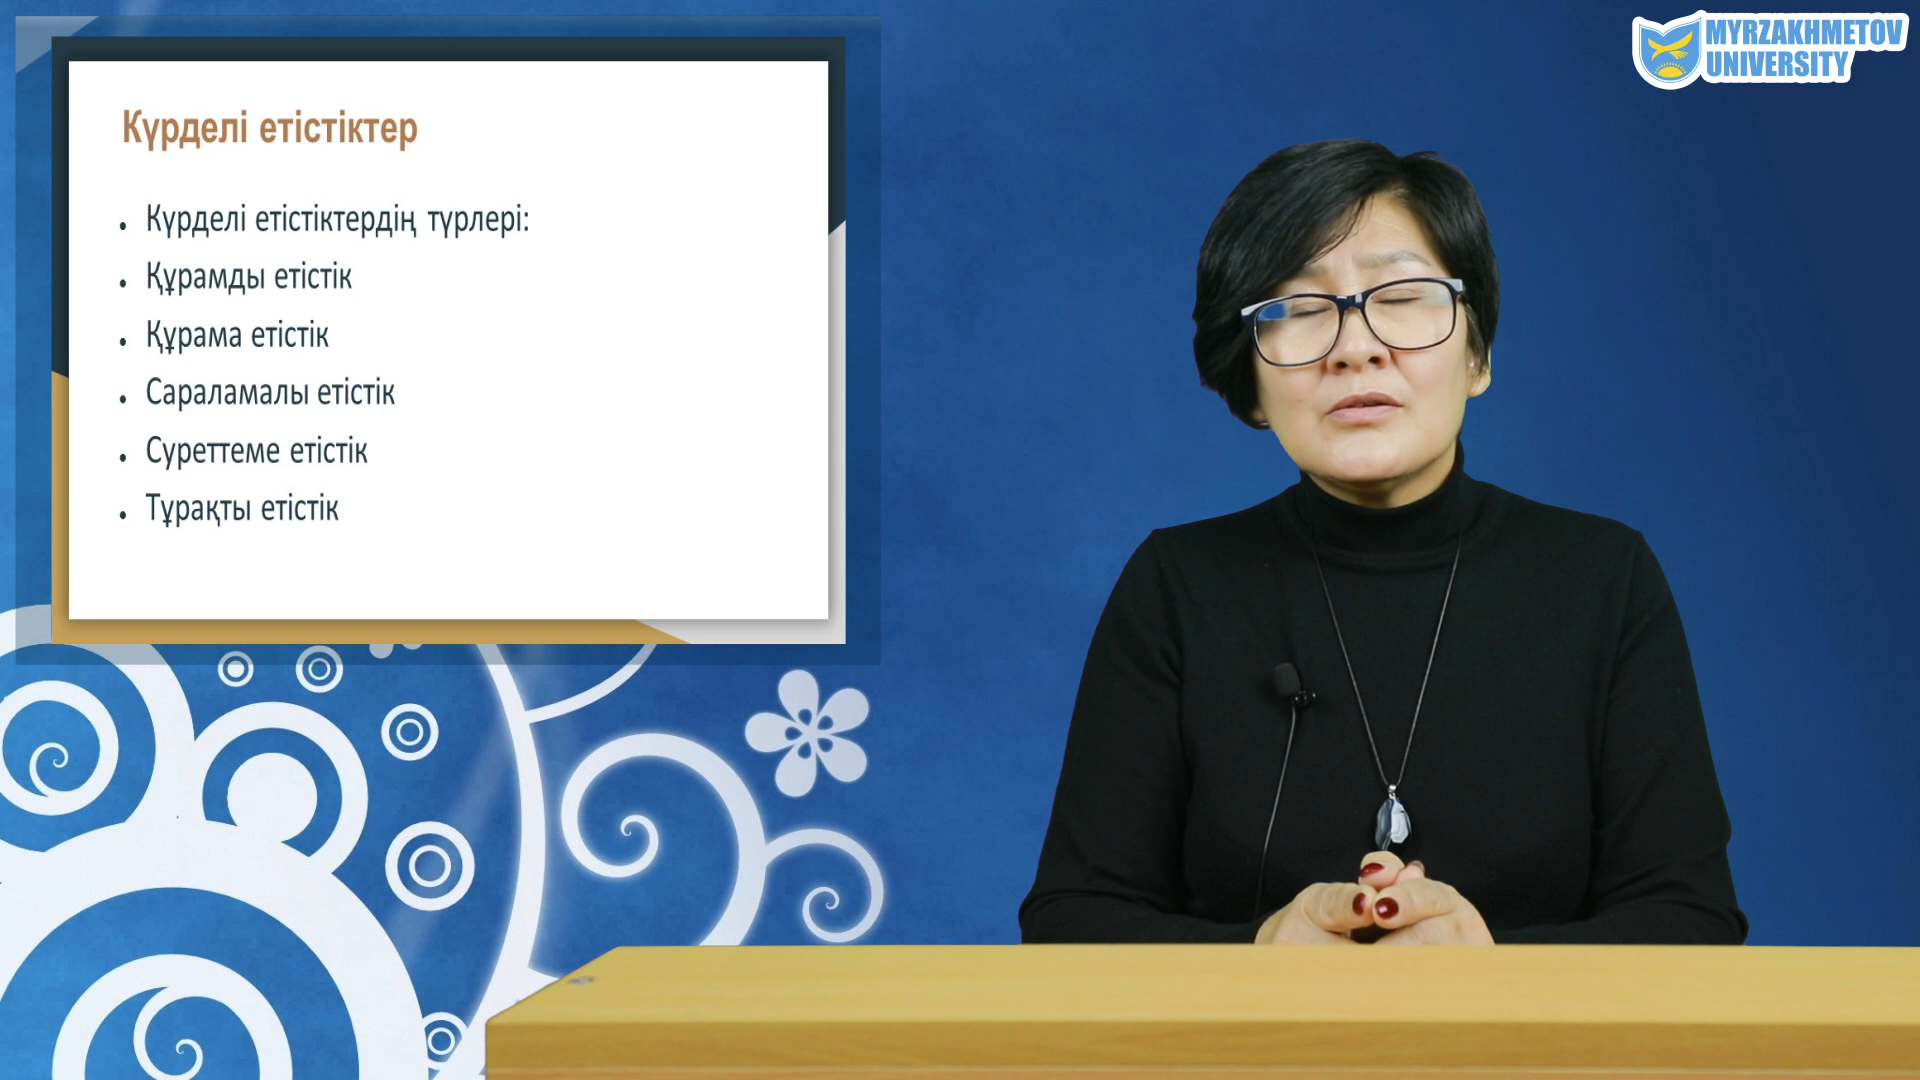 MYRZAKHMETOV
UNIVERSITY
Күрделі етістіктер
Күрделі етістіктердің түрлері:
Құрамды етістік
Құрама етістік
Сараламалы етістік
Суреттеме етістік
Тұрақты етістік